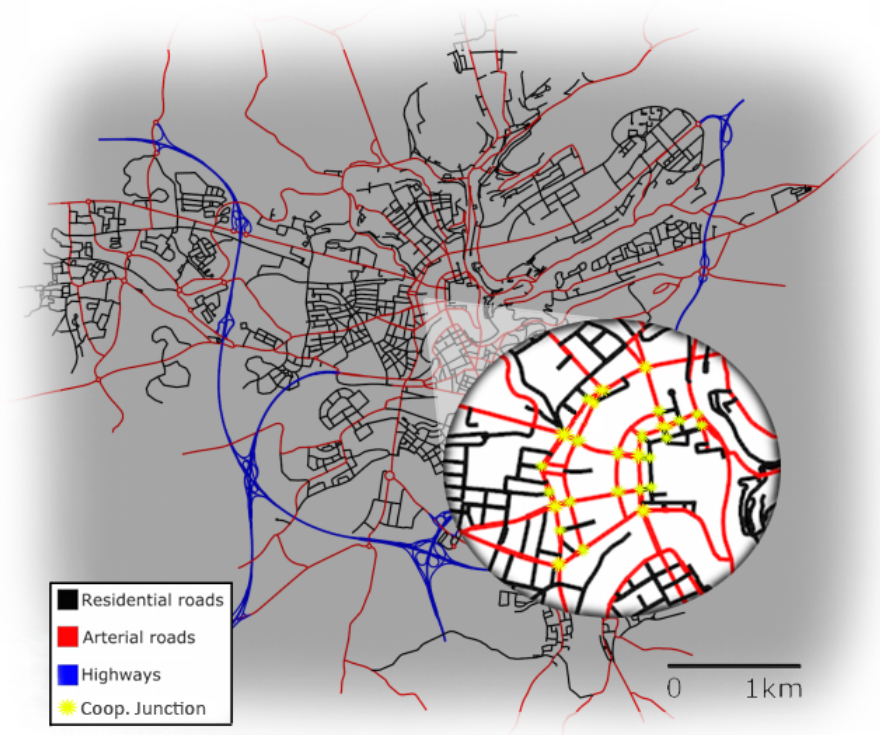 Residential roads
Arterial roads
Highways
Coop. Junction
0 1km